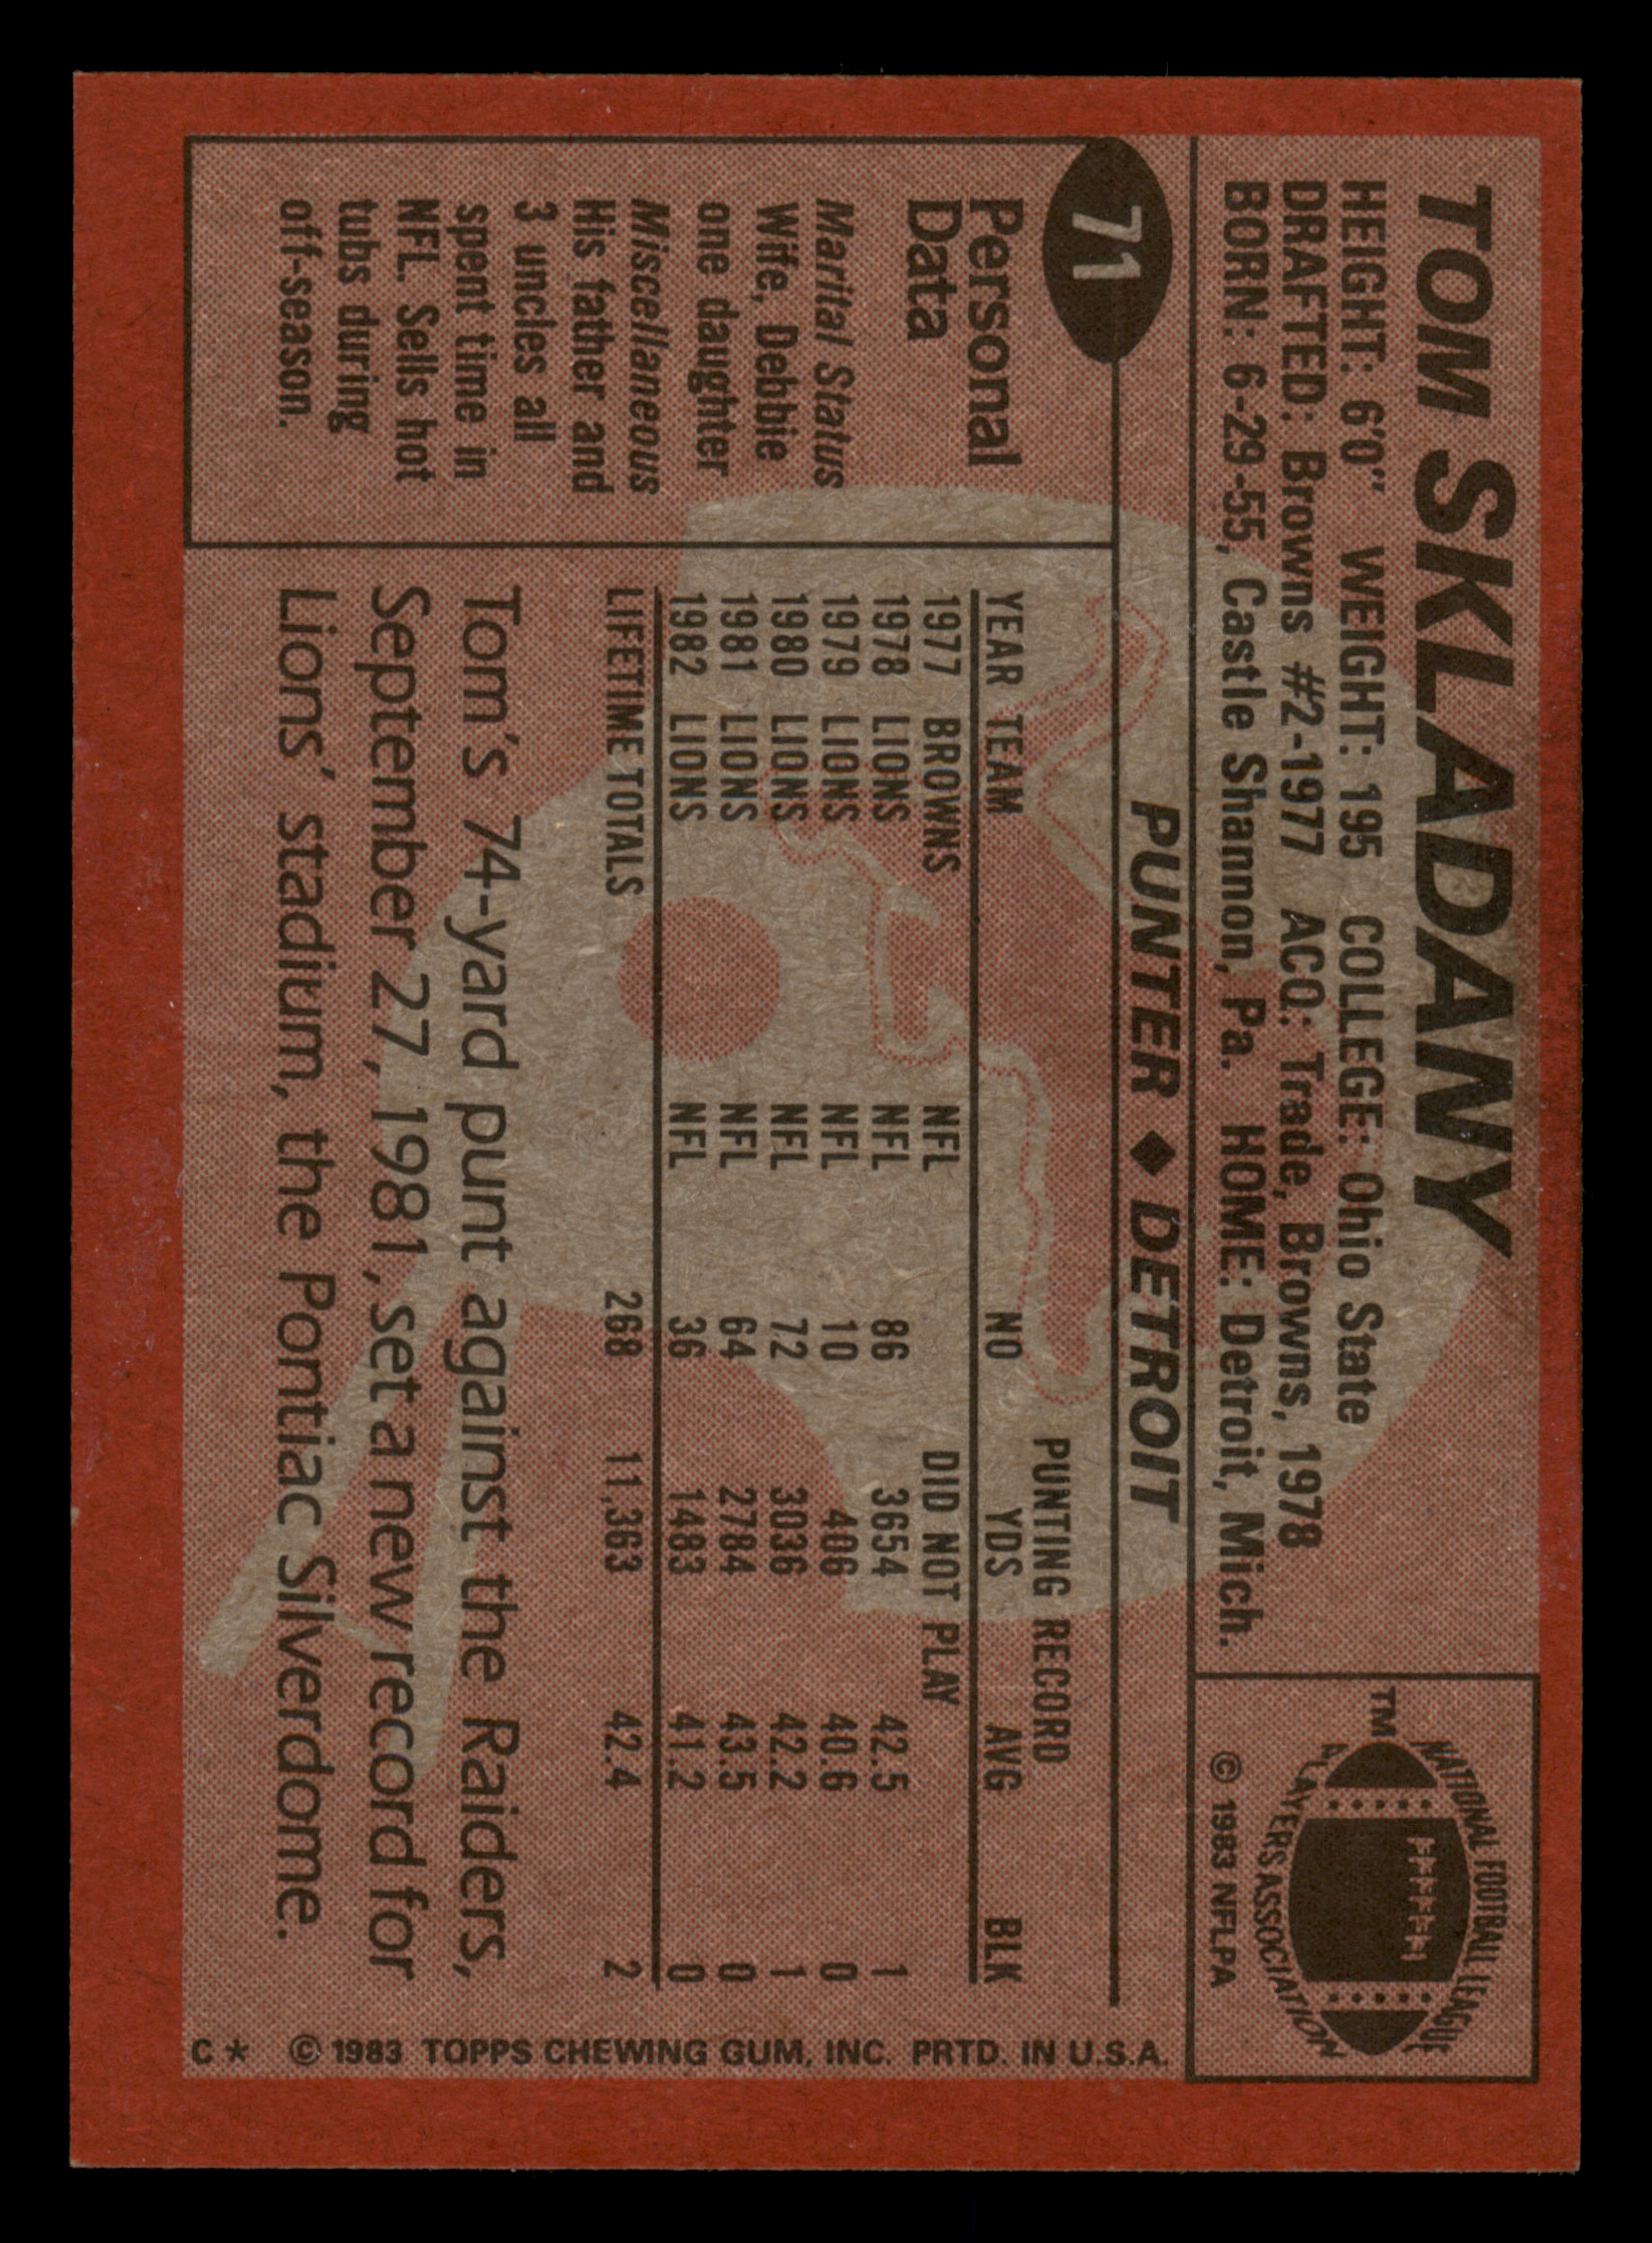 TOM SKLADANY
HEIGHT: 6'0" WEIGHT: 195 COLLEGE: Ohio State
DRAFTED: Browns #2-1977 ACQ.: Trade, Browns, 1978
BORN: 6-29-55, Castle Shannon, Pa. HOME: Detroit, Mich.
NATIONAL FOOTBALL LEAGUE
PLAYERS ASSOCIATION
TM
© 1983 NFLPA
PUNTER ◆ DETROIT
71
Personal
Data
Marital Status
Wife, Debbie
one daughter
Miscellaneous
His father and
3 uncles all
spent time in
NFL. Sells hot
tubs during
off-season.
PUNTING RECORD
YEAR TEAM NO YDS AVG BLK
1977 BROWNS NFL DID NOT PLAY
1978 LIONS NFL 86 3654 42.5 1
1979 LIONS NFL 10 406 40.6 0
1980 LIONS NFL 72 3036 42.2 1
1981 LIONS NFL 64 2784 43.5 0
1982 LIONS NFL 36 1483 41.2 0
LIFETIME TOTALS 268 11,363 42.4 2
Tom's 74-yard punt against the Raiders,
September 27, 1981, set a new record for
Lions' stadium, the Pontiac Silverdome.
C* © 1983 TOPPS CHEWING GUM, INC. PRTD. IN U.S.A.